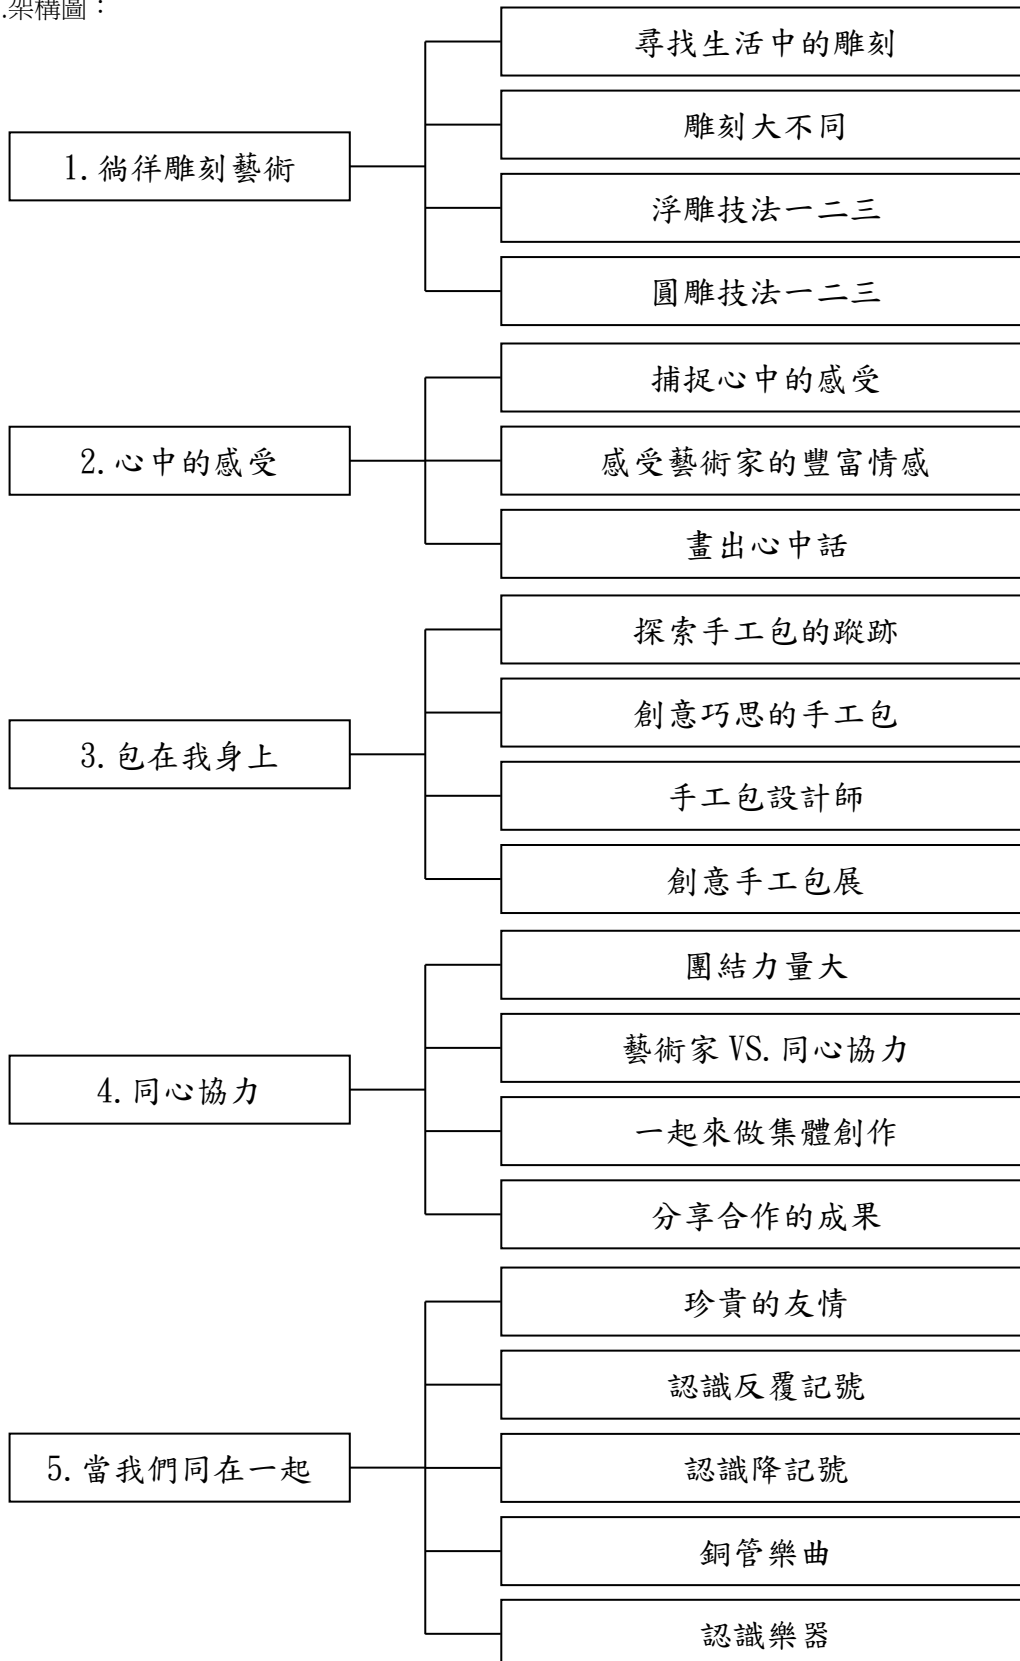 .架構圖：
1.徜徉雕刻藝術
尋找生活中的雕刻
雕刻大不同
浮雕技法一二三
圓雕技法一二三
2.心中的感受
捕捉心中的感受
感受藝術家的豐富情感
畫出心中話
3.包在我身上
探索手工包的蹤跡
創意巧思的手工包
手工包設計師
創意手工包展
4.同心協力
團結力量大
藝術家 VS.同心協力
一起來做集體創作
分享合作的成果
5.當我們同在一起
珍貴的友情
認識反覆記號
認識降記號
銅管樂曲
認識樂器